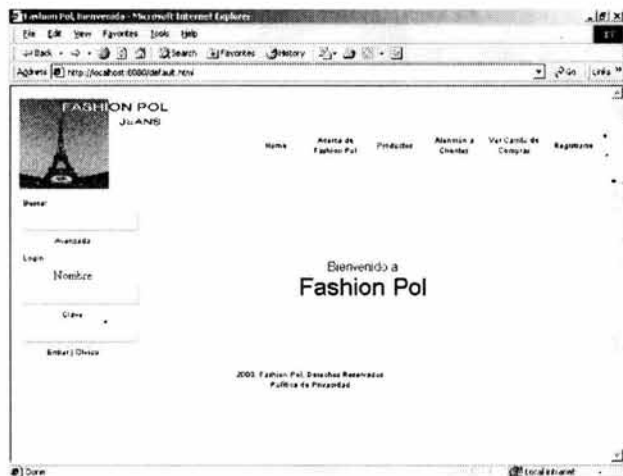 Fashion Pol, Bienvenida - Microsoft Internet Explorer
File Edit View Favorites Tools Help
Back Search Favorites History
Address http://localhost:8080/default.html Go Links »
FASHION POL
JEANS
Home
Acerca de
Fashion Pol
Productos
Atención a
Clientes
Ver Carrito de
Compras
Registrarse
Buscar
Avanzada
Login
Nombre
Clave
Entrar | Olvido
Bienvenido a
Fashion Pol
Fashion Pol, Derechos Reservados
Política de Privacidad
Done
Local intranet